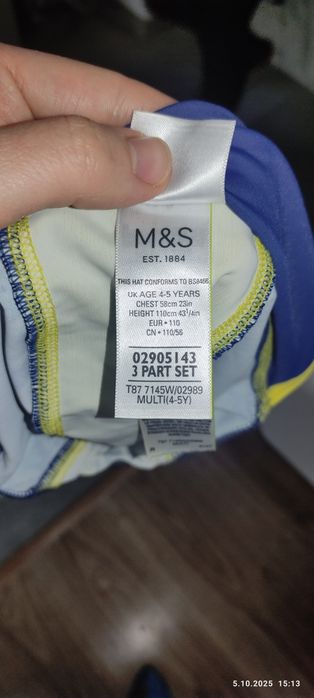 M&S
EST. 1884
THIS HAT CONFORMS TO BS8466
UK AGE 4-5 YEARS
CHEST 58cm 23in
HEIGHT 110cm 43¹/4in
EUR • 110
CN • 110/56
02905143
3 PART SET
T87 7145W/02989
MULTI(4-5Y)
5.10.2025 15:13